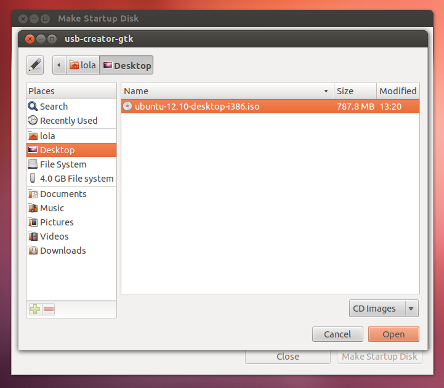 Make Startup Disk
usb-creator-gtk
lola Desktop
Places
Search
Recently Used
lola
Desktop
File System
4.0 GB File system
Documents
Music
Pictures
Videos
Downloads
Name Size Modified
ubuntu-12.10-desktop-i386.iso 787.8 MB 13:20
CD Images
Cancel Open
Close Make Startup Disk